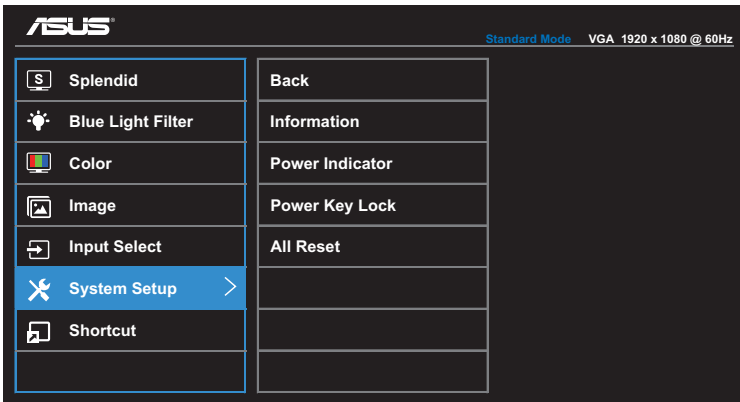 ASUS
Standard Mode VGA 1920 x 1080 @ 60Hz
S Splendid
Blue Light Filter
Color
Image
Input Select
System Setup
Shortcut
Back
Information
Power Indicator
Power Key Lock
All Reset